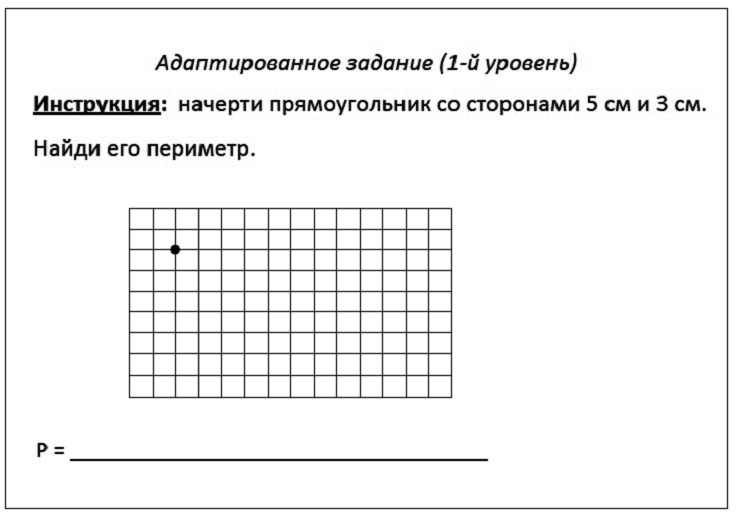 Адаптированное задание (1-й уровень)
Инструкция: начерти прямоугольник со сторонами 5 см и 3 см.
Найди его периметр.
P =